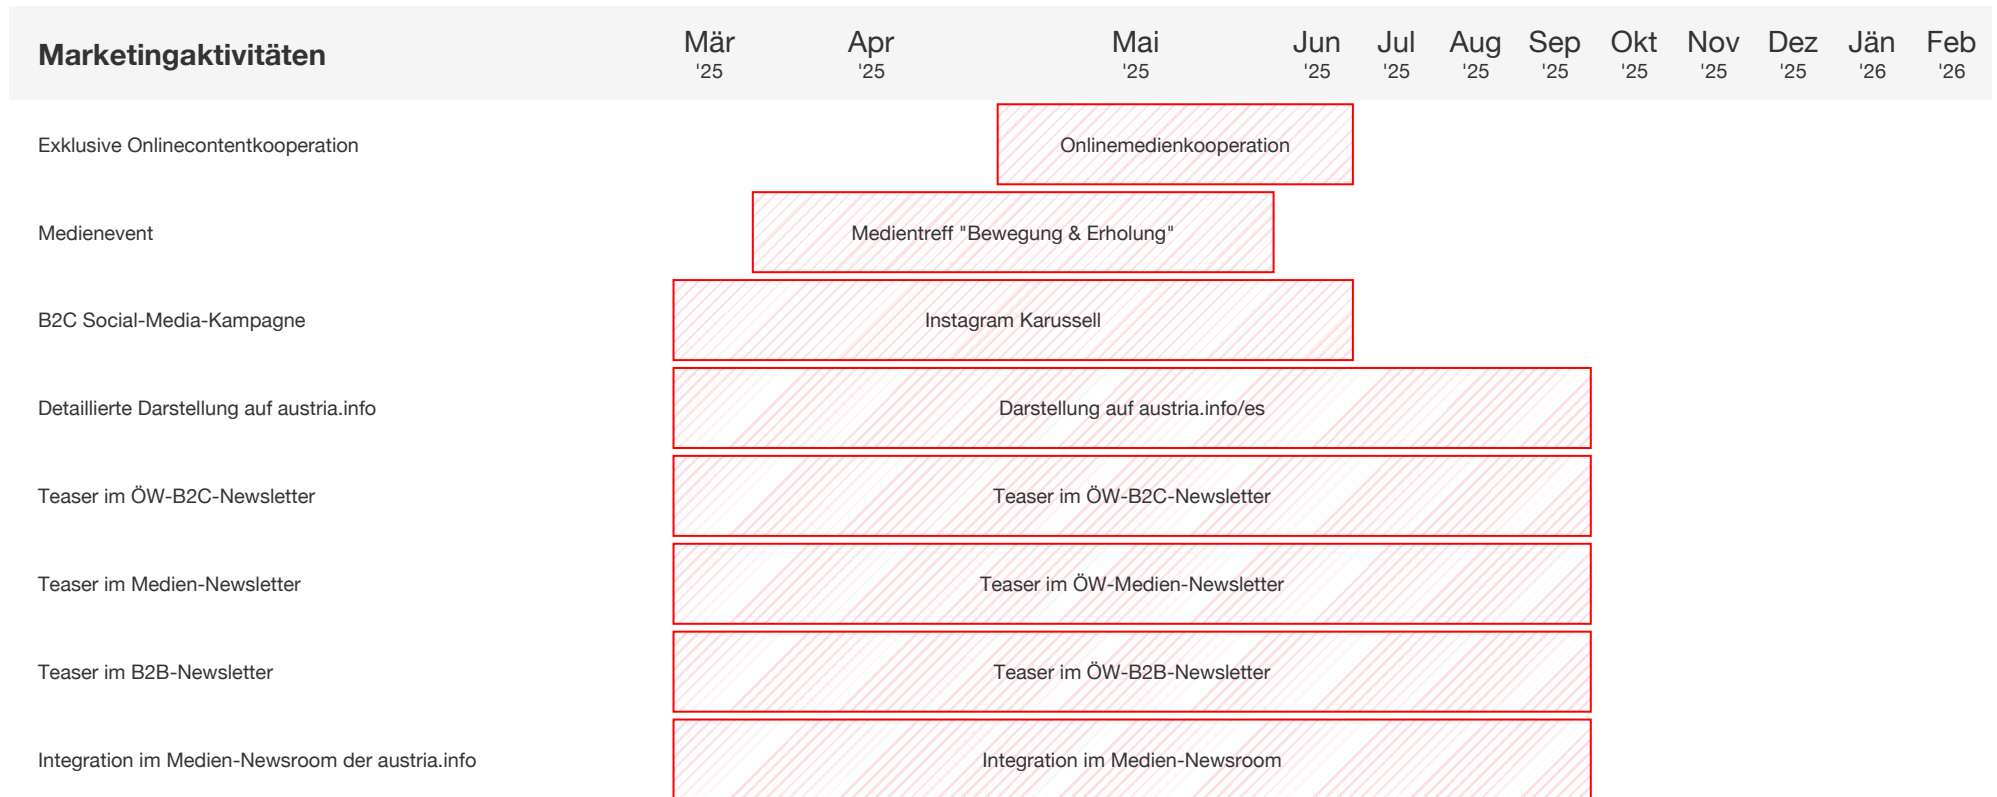 Marketingaktivitäten
Mär Apr Mai Jun Jul Aug Sep Okt Nov Dez Jän Feb
'25 '25 '25 '25 '25 '25 '25 '25 '25 '25 '26 '26
Exklusive Onlinecontentkooperation
Onlinemedienkooperation
Medienevent
Medientreff "Bewegung & Erholung"
B2C Social-Media-Kampagne
Instagram Karussell
Detaillierte Darstellung auf austria.info
Darstellung auf austria.info/es
Teaser im ÖW-B2C-Newsletter
Teaser im ÖW-B2C-Newsletter
Teaser im Medien-Newsletter
Teaser im ÖW-Medien-Newsletter
Teaser im B2B-Newsletter
Teaser im ÖW-B2B-Newsletter
Integration im Medien-Newsroom der austria.info
Integration im Medien-Newsroom